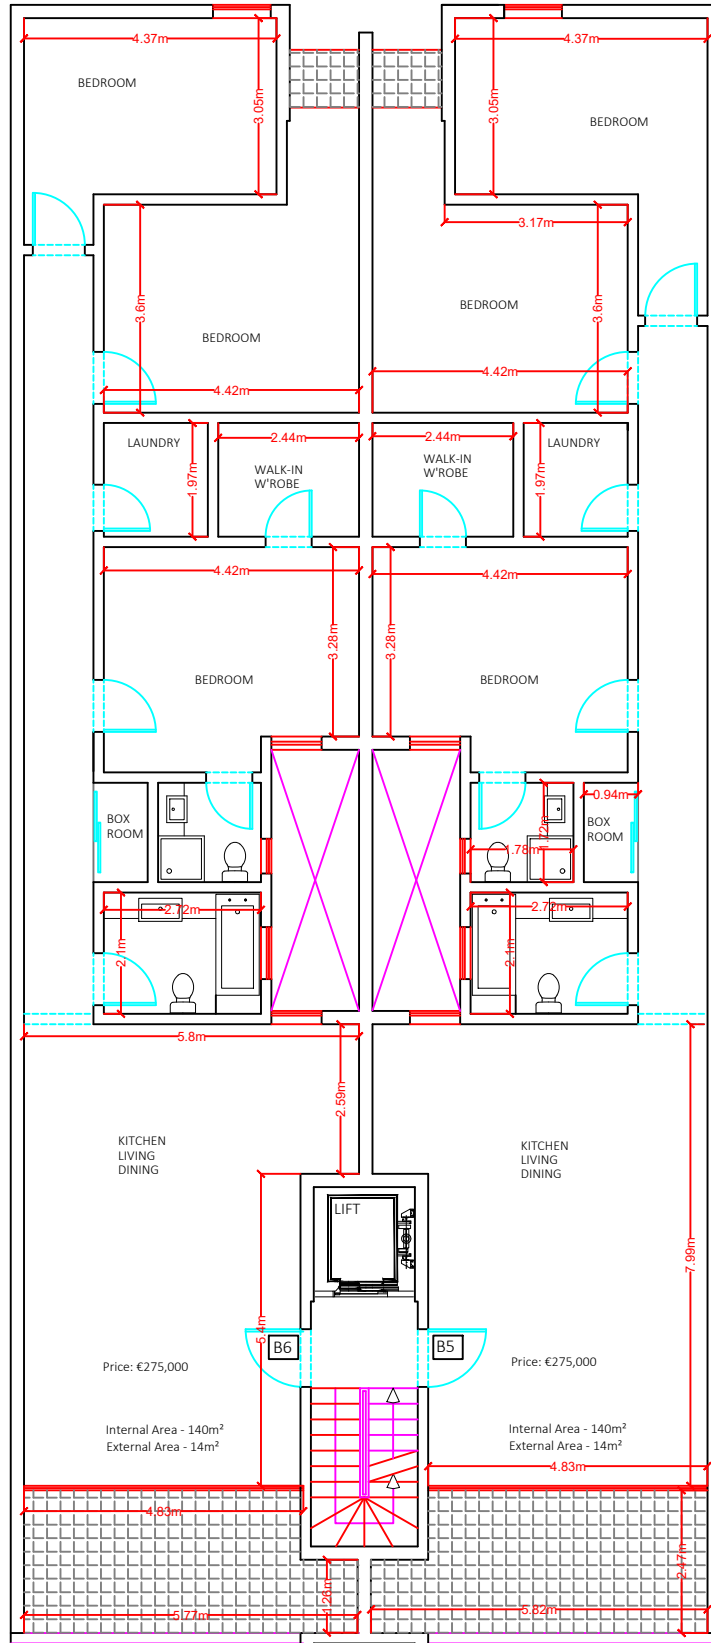 4.37m
4.37m
BEDROOM
3.05m
3.05m
BEDROOM
3.17m
3.6m
BEDROOM
BEDROOM
3.6m
4.42m
4.42m
LAUNDRY
2.44m
2.44m
LAUNDRY
1.97m
WALK-IN
W'ROBE
WALK-IN
W'ROBE
1.97m
4.42m
4.42m
3.28m
3.28m
BEDROOM
BEDROOM
BOX
ROOM
0.94m
BOX
ROOM
1.72m
1.78m
2.72m
2.72m
2.1m
2.1m
5.8m
2.59m
KITCHEN
LIVING
DINING
KITCHEN
LIVING
DINING
LIFT
7.99m
5.4m
B6
B5
Price: €275,000
Price: €275,000
Internal Area - 140m²
External Area - 14m²
Internal Area - 140m²
External Area - 14m²
4.83m
4.83m
2.47m
1.26m
5.77m
5.82m